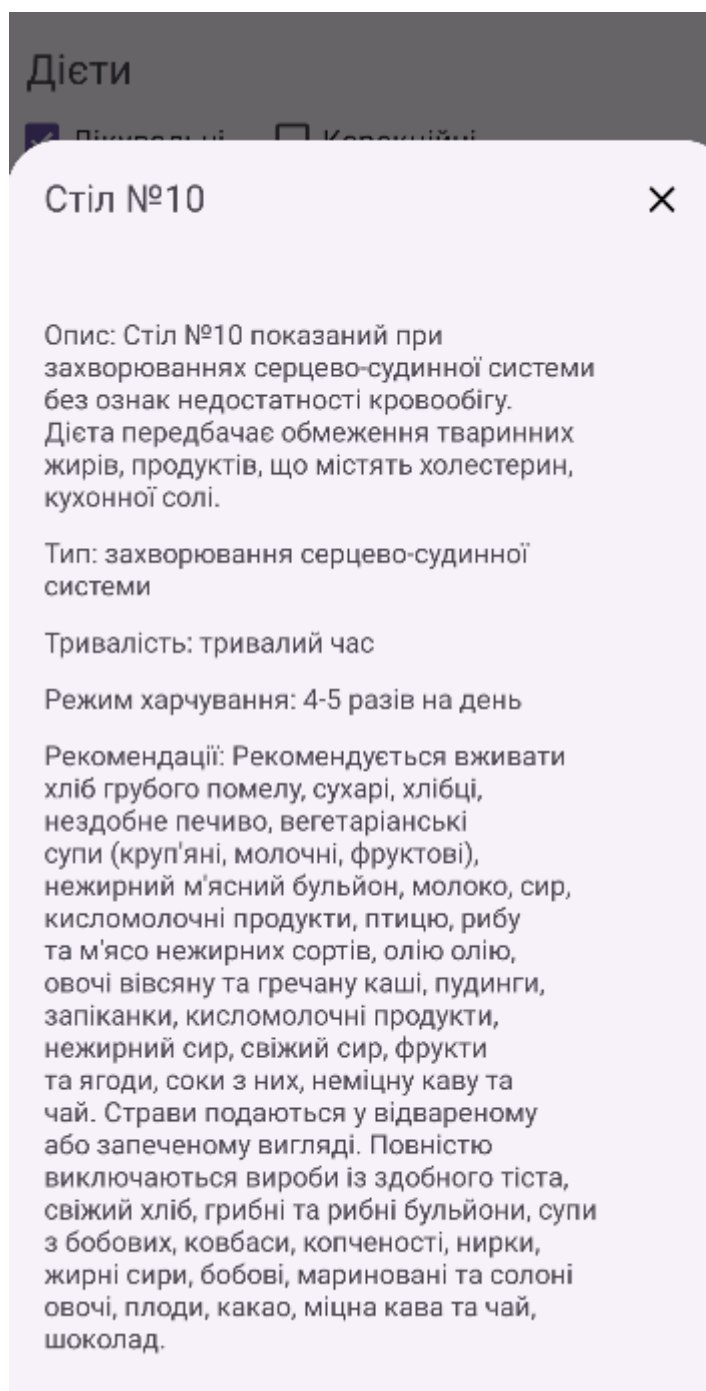 Дієти
Лікувальні Корекційні
Стіл №10
Опис: Стіл №10 показаний при
захворюваннях серцево-судинної системи
без ознак недостатності кровообігу.
Дієта передбачає обмеження тваринних
жирів, продуктів, що містять холестерин,
кухонної солі.
Тип: захворювання серцево-судинної
системи
Тривалість: тривалий час
Режим харчування: 4-5 разів на день
Рекомендації: Рекомендується вживати
хліб грубого помелу, сухарі, хлібці,
нездобне печиво, вегетаріанські
супи (круп'яні, молочні, фруктові),
нежирний м'ясний бульйон, молоко, сир,
кисломолочні продукти, птицю, рибу
та м'ясо нежирних сортів, олію олію,
овочі вівсяну та гречану каші, пудинги,
запіканки, кисломолочні продукти,
нежирний сир, свіжий сир, фрукти
та ягоди, соки з них, неміцну каву та
чай. Страви подаються у відвареному
або запеченому вигляді. Повністю
виключаються вироби із здобного тіста,
свіжий хліб, грибні та рибні бульйони, супи
з бобових, ковбаси, копченості, нирки,
жирні сири, бобові, мариновані та солоні
овочі, плоди, какао, міцна кава та чай,
шоколад.